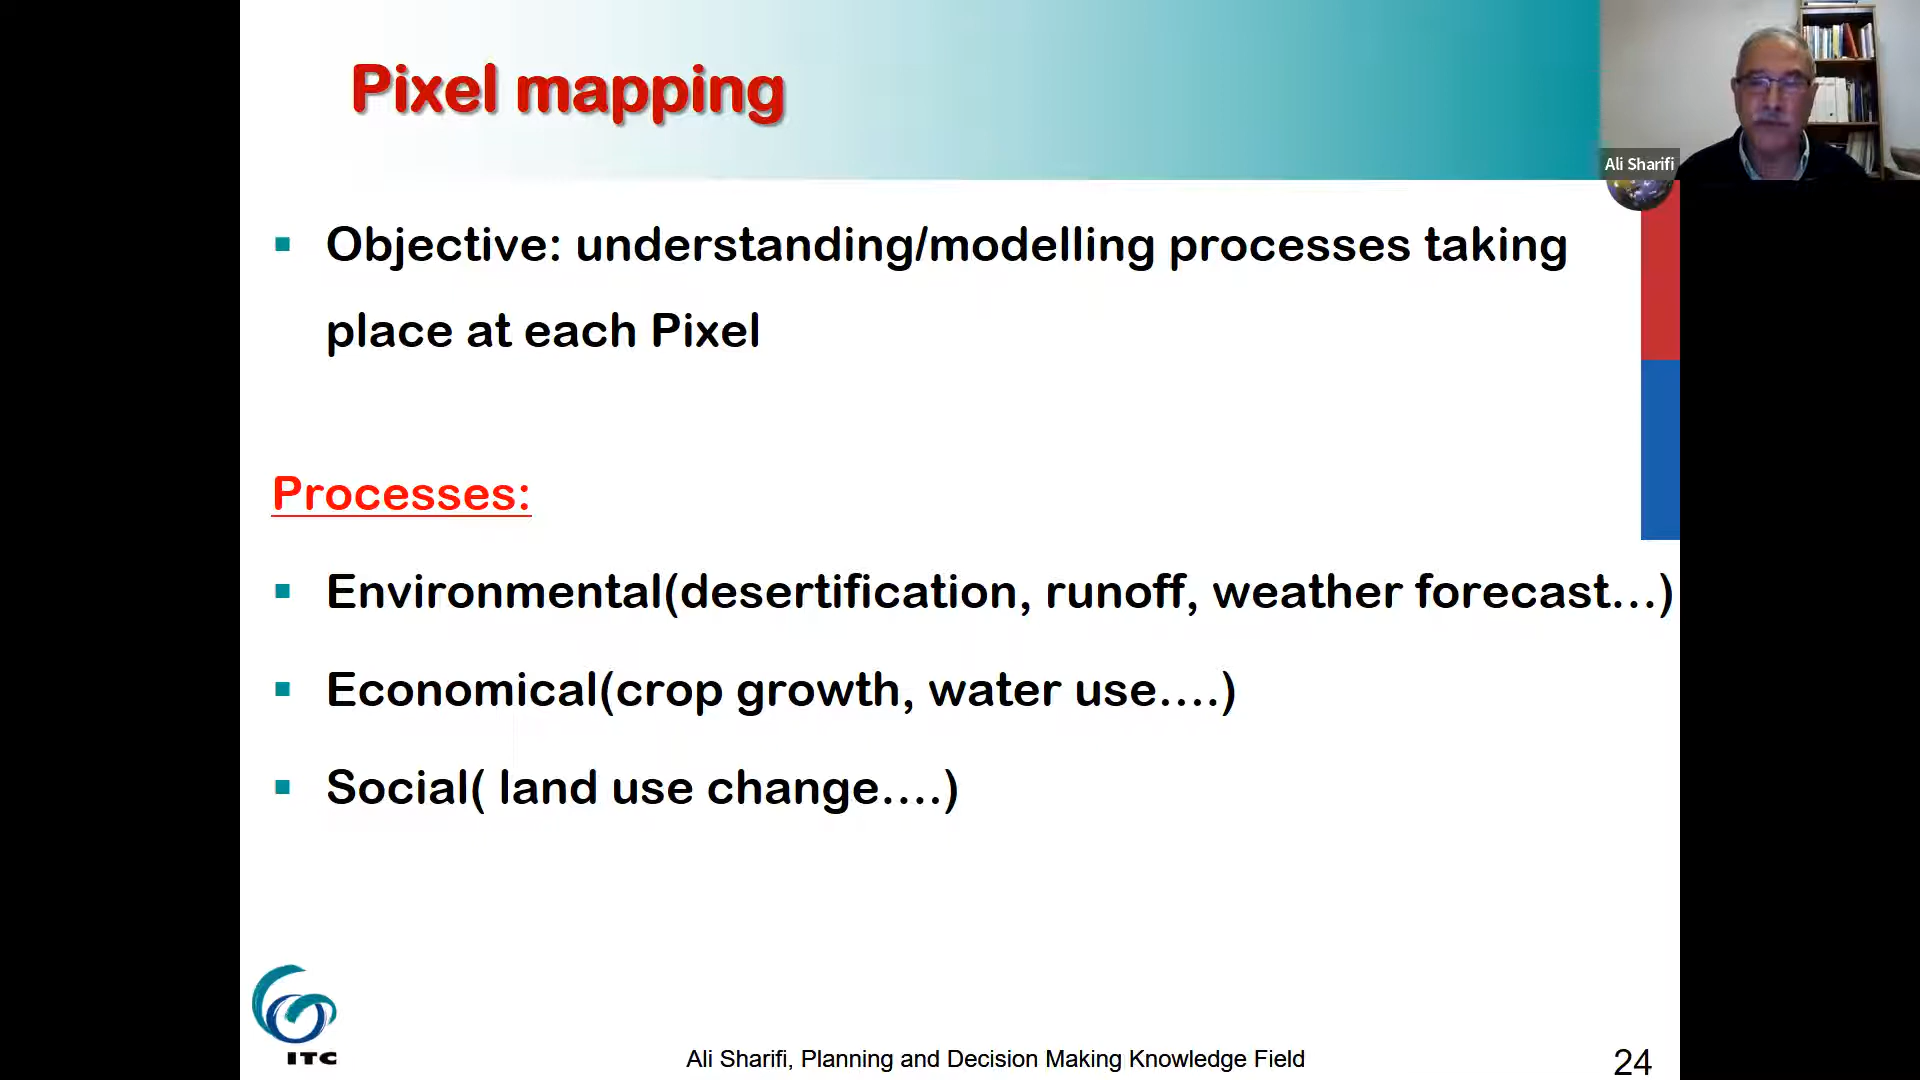 Pixel mapping
Ali Sharifi
▪ Objective: understanding/modelling processes taking
place at each Pixel
Processes:
▪ Environmental(desertification, runoff, weather forecast...)
▪ Economical(crop growth, water use....)
▪ Social( land use change....)
ITC
Ali Sharifi, Planning and Decision Making Knowledge Field
24